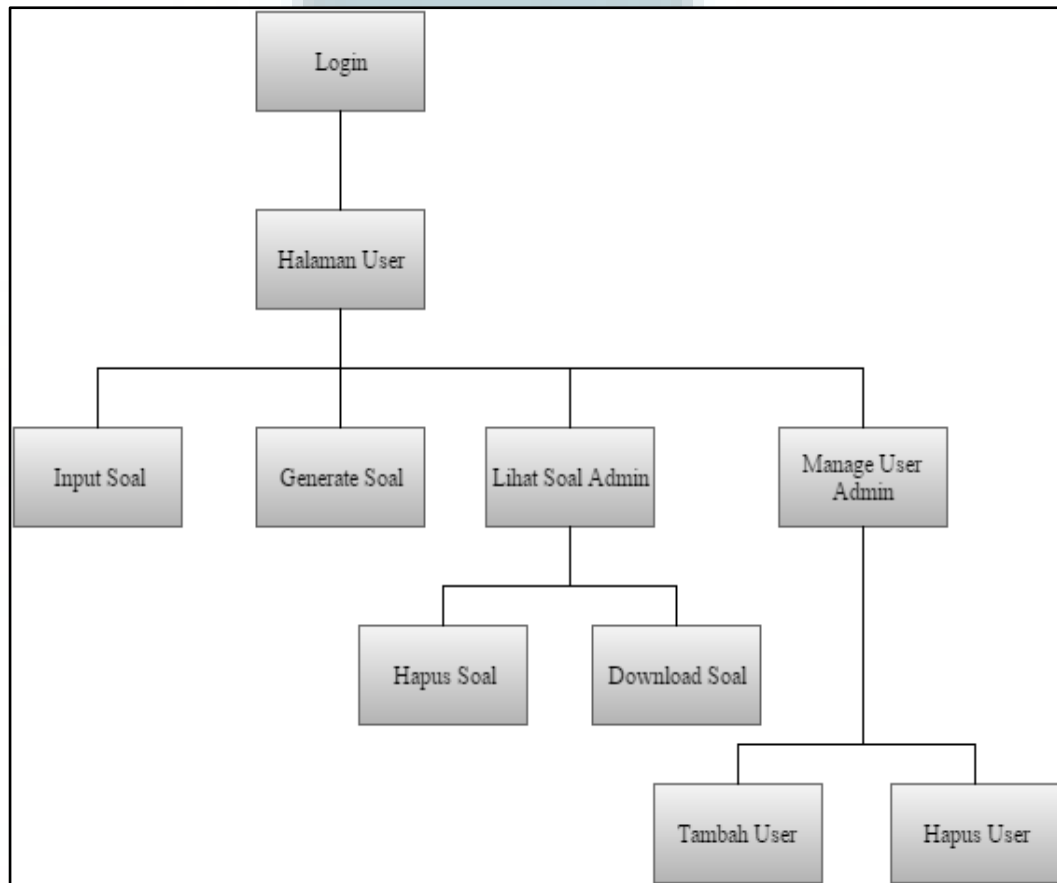 Login
Halaman User
Input Soal
Generate Soal
Lihat Soal Admin
Manage User
Admin
Hapus Soal
Download Soal
Tambah User
Hapus User